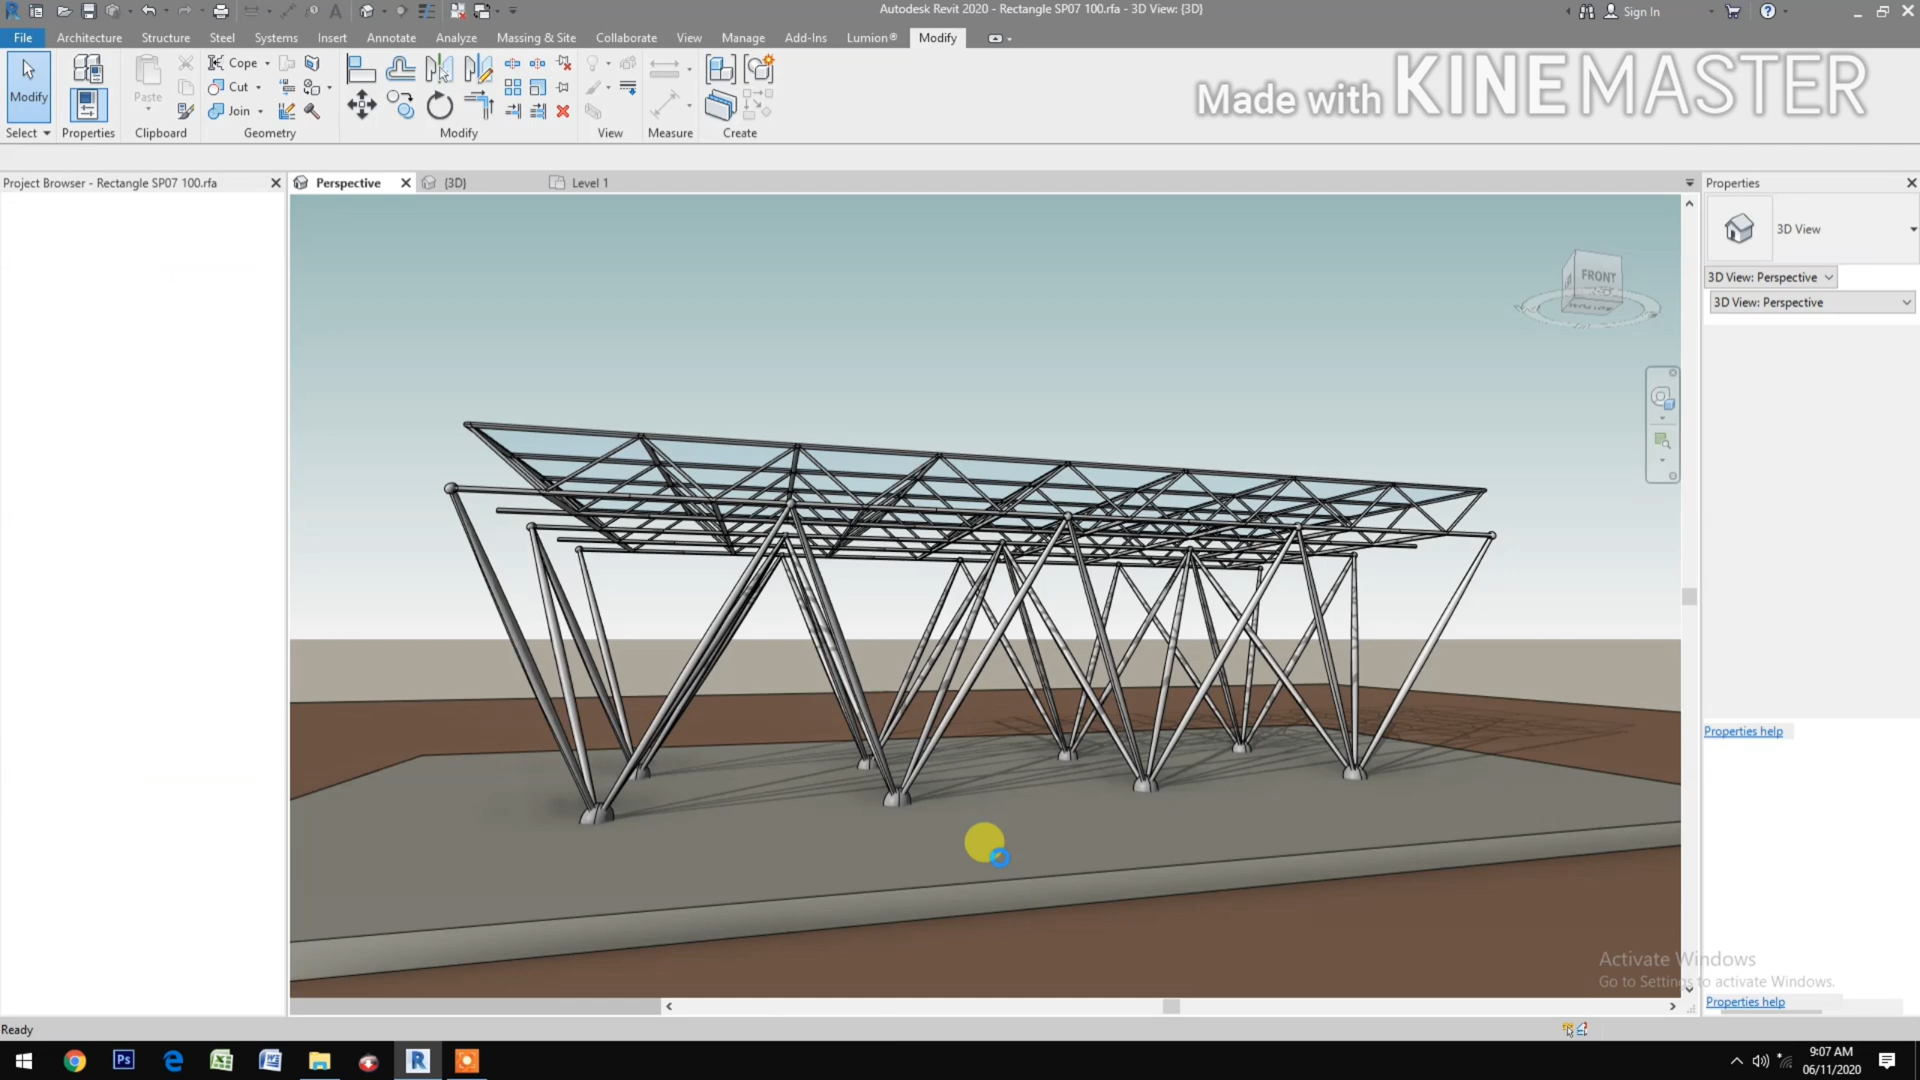 Autodesk Revit 2020 - Rectangle SP07 100.rfa - 3D View: {3D}
Sign In
File Architecture Structure Steel Systems Insert Annotate Analyze Massing & Site Collaborate View Manage Add-Ins Lumion® Modify
Made with KINEMASTER
Modify
Paste
Cope
Cut
Join
Select Properties Clipboard Geometry Modify View Measure Create
Project Browser - Rectangle SP07 100.rfa
Perspective
{3D}
Level 1
Properties
3D View
3D View: Perspective
3D View: Perspective
FRONT
Properties help
Activate Windows
Go to Settings to activate Windows.
Properties help
Ready
9:07 AM
06/11/2020